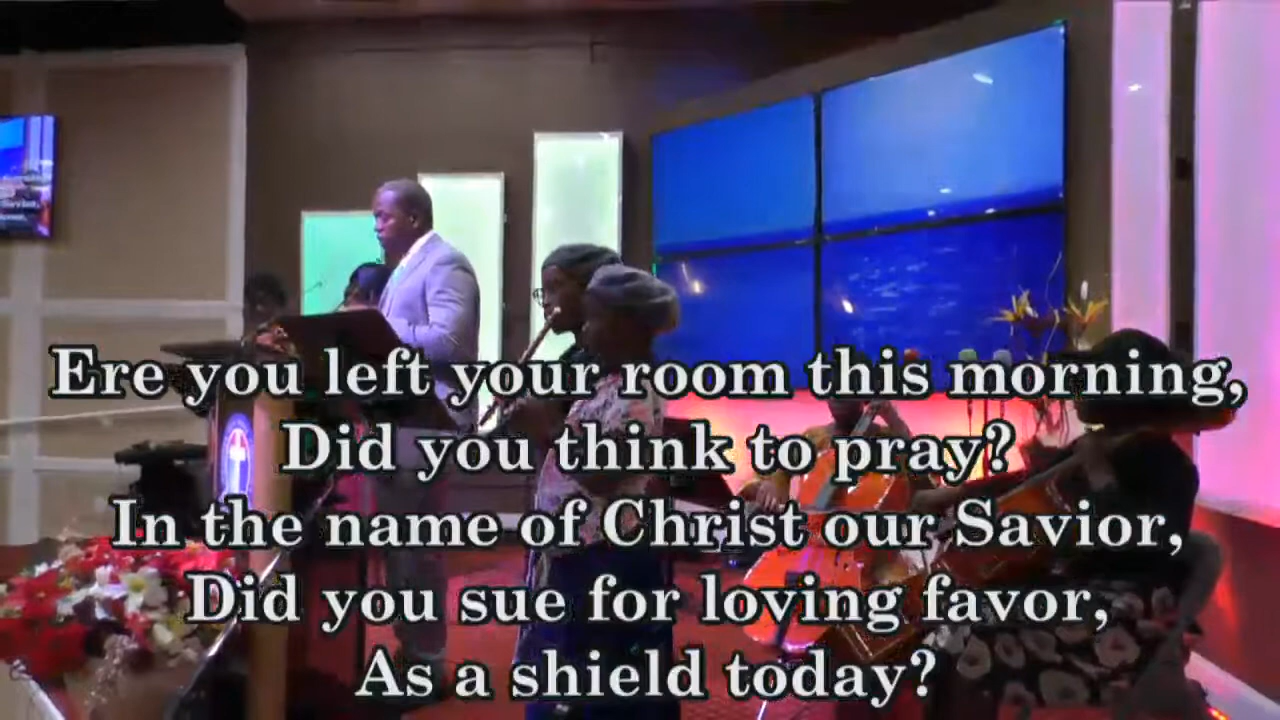 Ere you left your room this morning,
Did you think to pray?
In the name of Christ our Savior,
Did you sue for loving favor,
As a shield today?